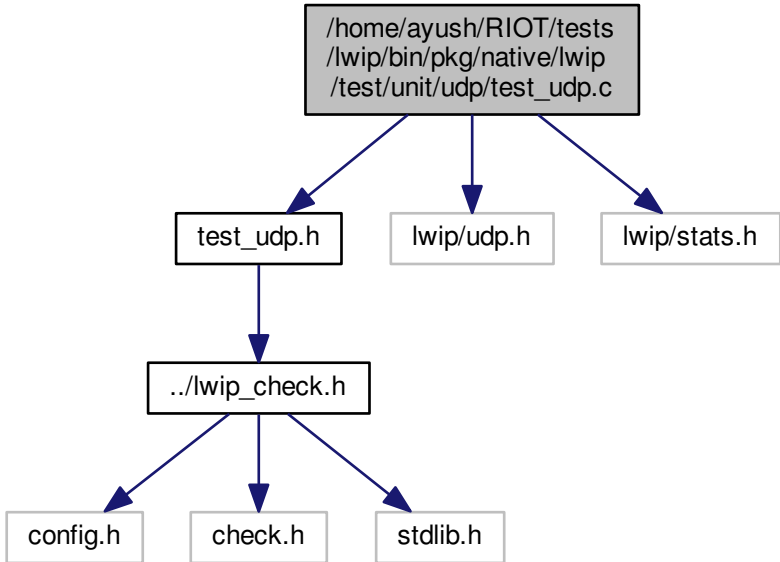 /home/ayush/RIOT/tests
/lwip/bin/pkg/native/lwip
/test/unit/udp/test_udp.c
test_udp.h
lwip/udp.h
lwip/stats.h
../lwip_check.h
config.h
check.h
stdlib.h